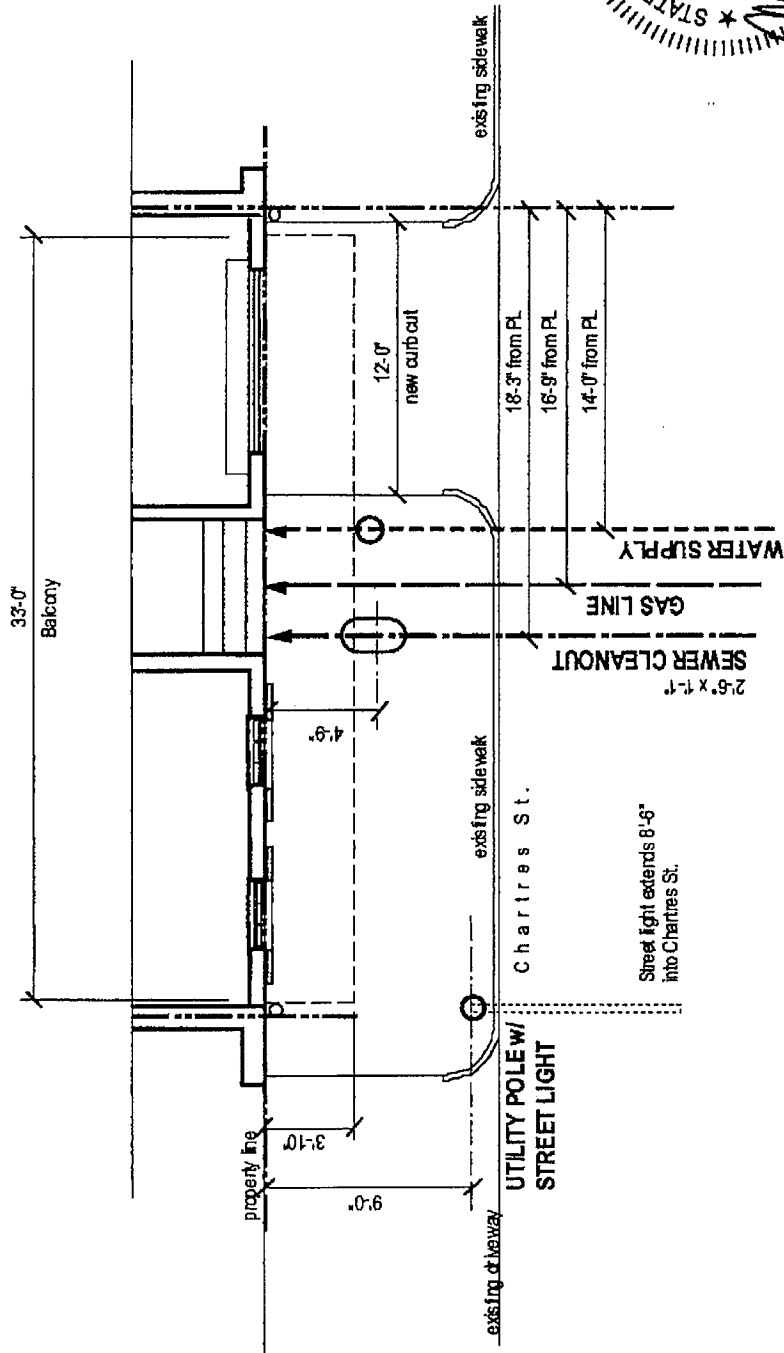 33'-0"
Balcony
12'-0"
new curb cut
18'-3" from PL
16'-9" from PL
14'-0" from PL
WATER SUPPLY
GAS LINE
SEWER CLEANOUT
2'-6" x 1'-1"
4'-9"
existing sidewalk
existing sidewalk
Chartres St.
Street light extends 8'-6"
into Chartres St.
UTILITY POLE W/
STREET LIGHT
property line
3'-10"
9'-0"
existing driveway
★ STATE